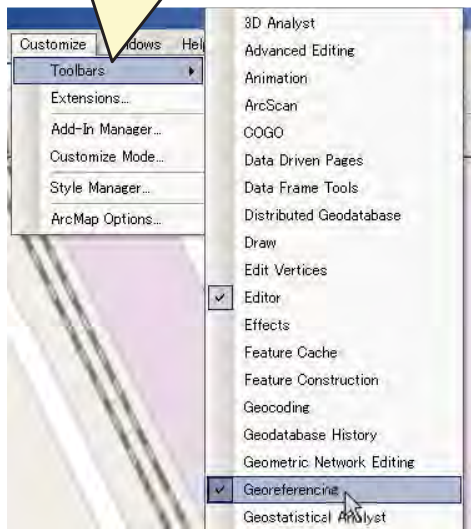 Customize Windows Help
Toolbars
Extensions...
Add-In Manager...
Customize Mode...
Style Manager...
ArcMap Options...
3D Analyst
Advanced Editing
Animation
ArcScan
COGO
Data Driven Pages
Data Frame Tools
Distributed Geodatabase
Draw
Edit Vertices
Editor
Effects
Feature Cache
Feature Construction
Geocoding
Geodatabase History
Geometric Network Editing
Georeferencing
Geostatistical Analyst